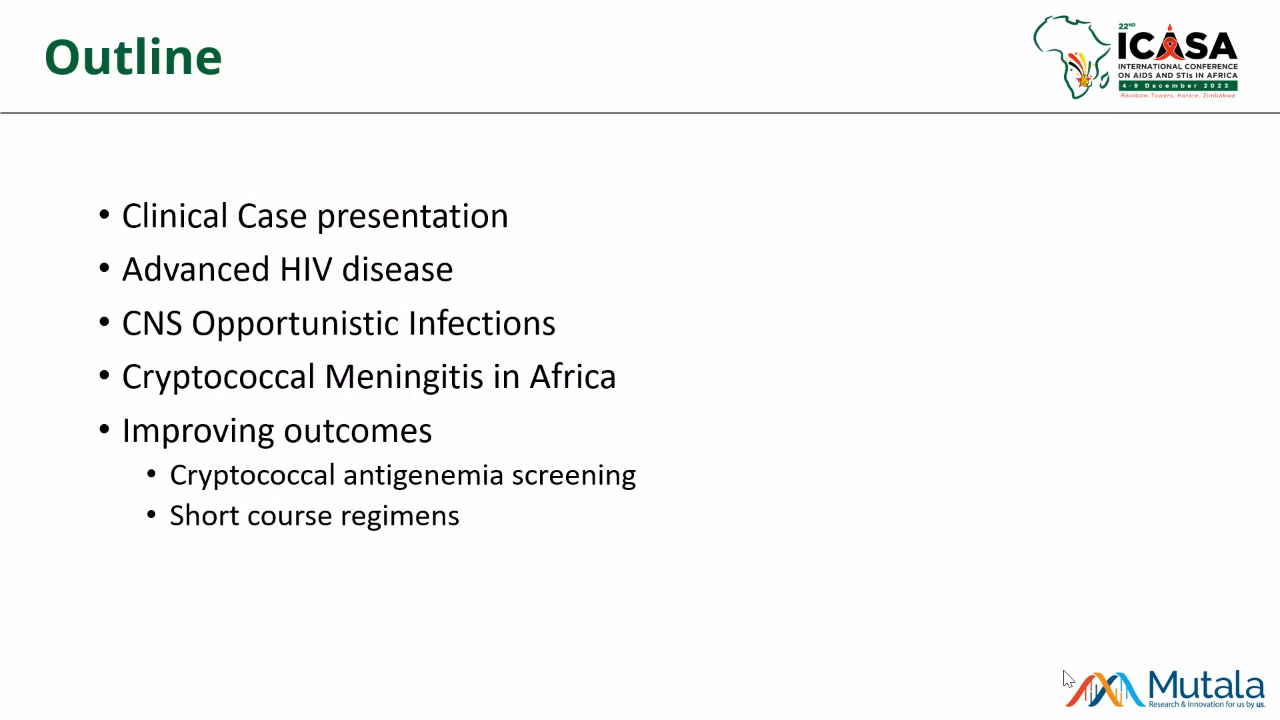 Outline
22ND
ICASA
INTERNATIONAL CONFERENCE
ON AIDS AND STIs IN AFRICA
4-9 December 2023
Rainbow Towers, Harare, Zimbabwe
• Clinical Case presentation
• Advanced HIV disease
• CNS Opportunistic Infections
• Cryptococcal Meningitis in Africa
• Improving outcomes
• Cryptococcal antigenemia screening
• Short course regimens
Mutala
Research & Innovation for us by us.